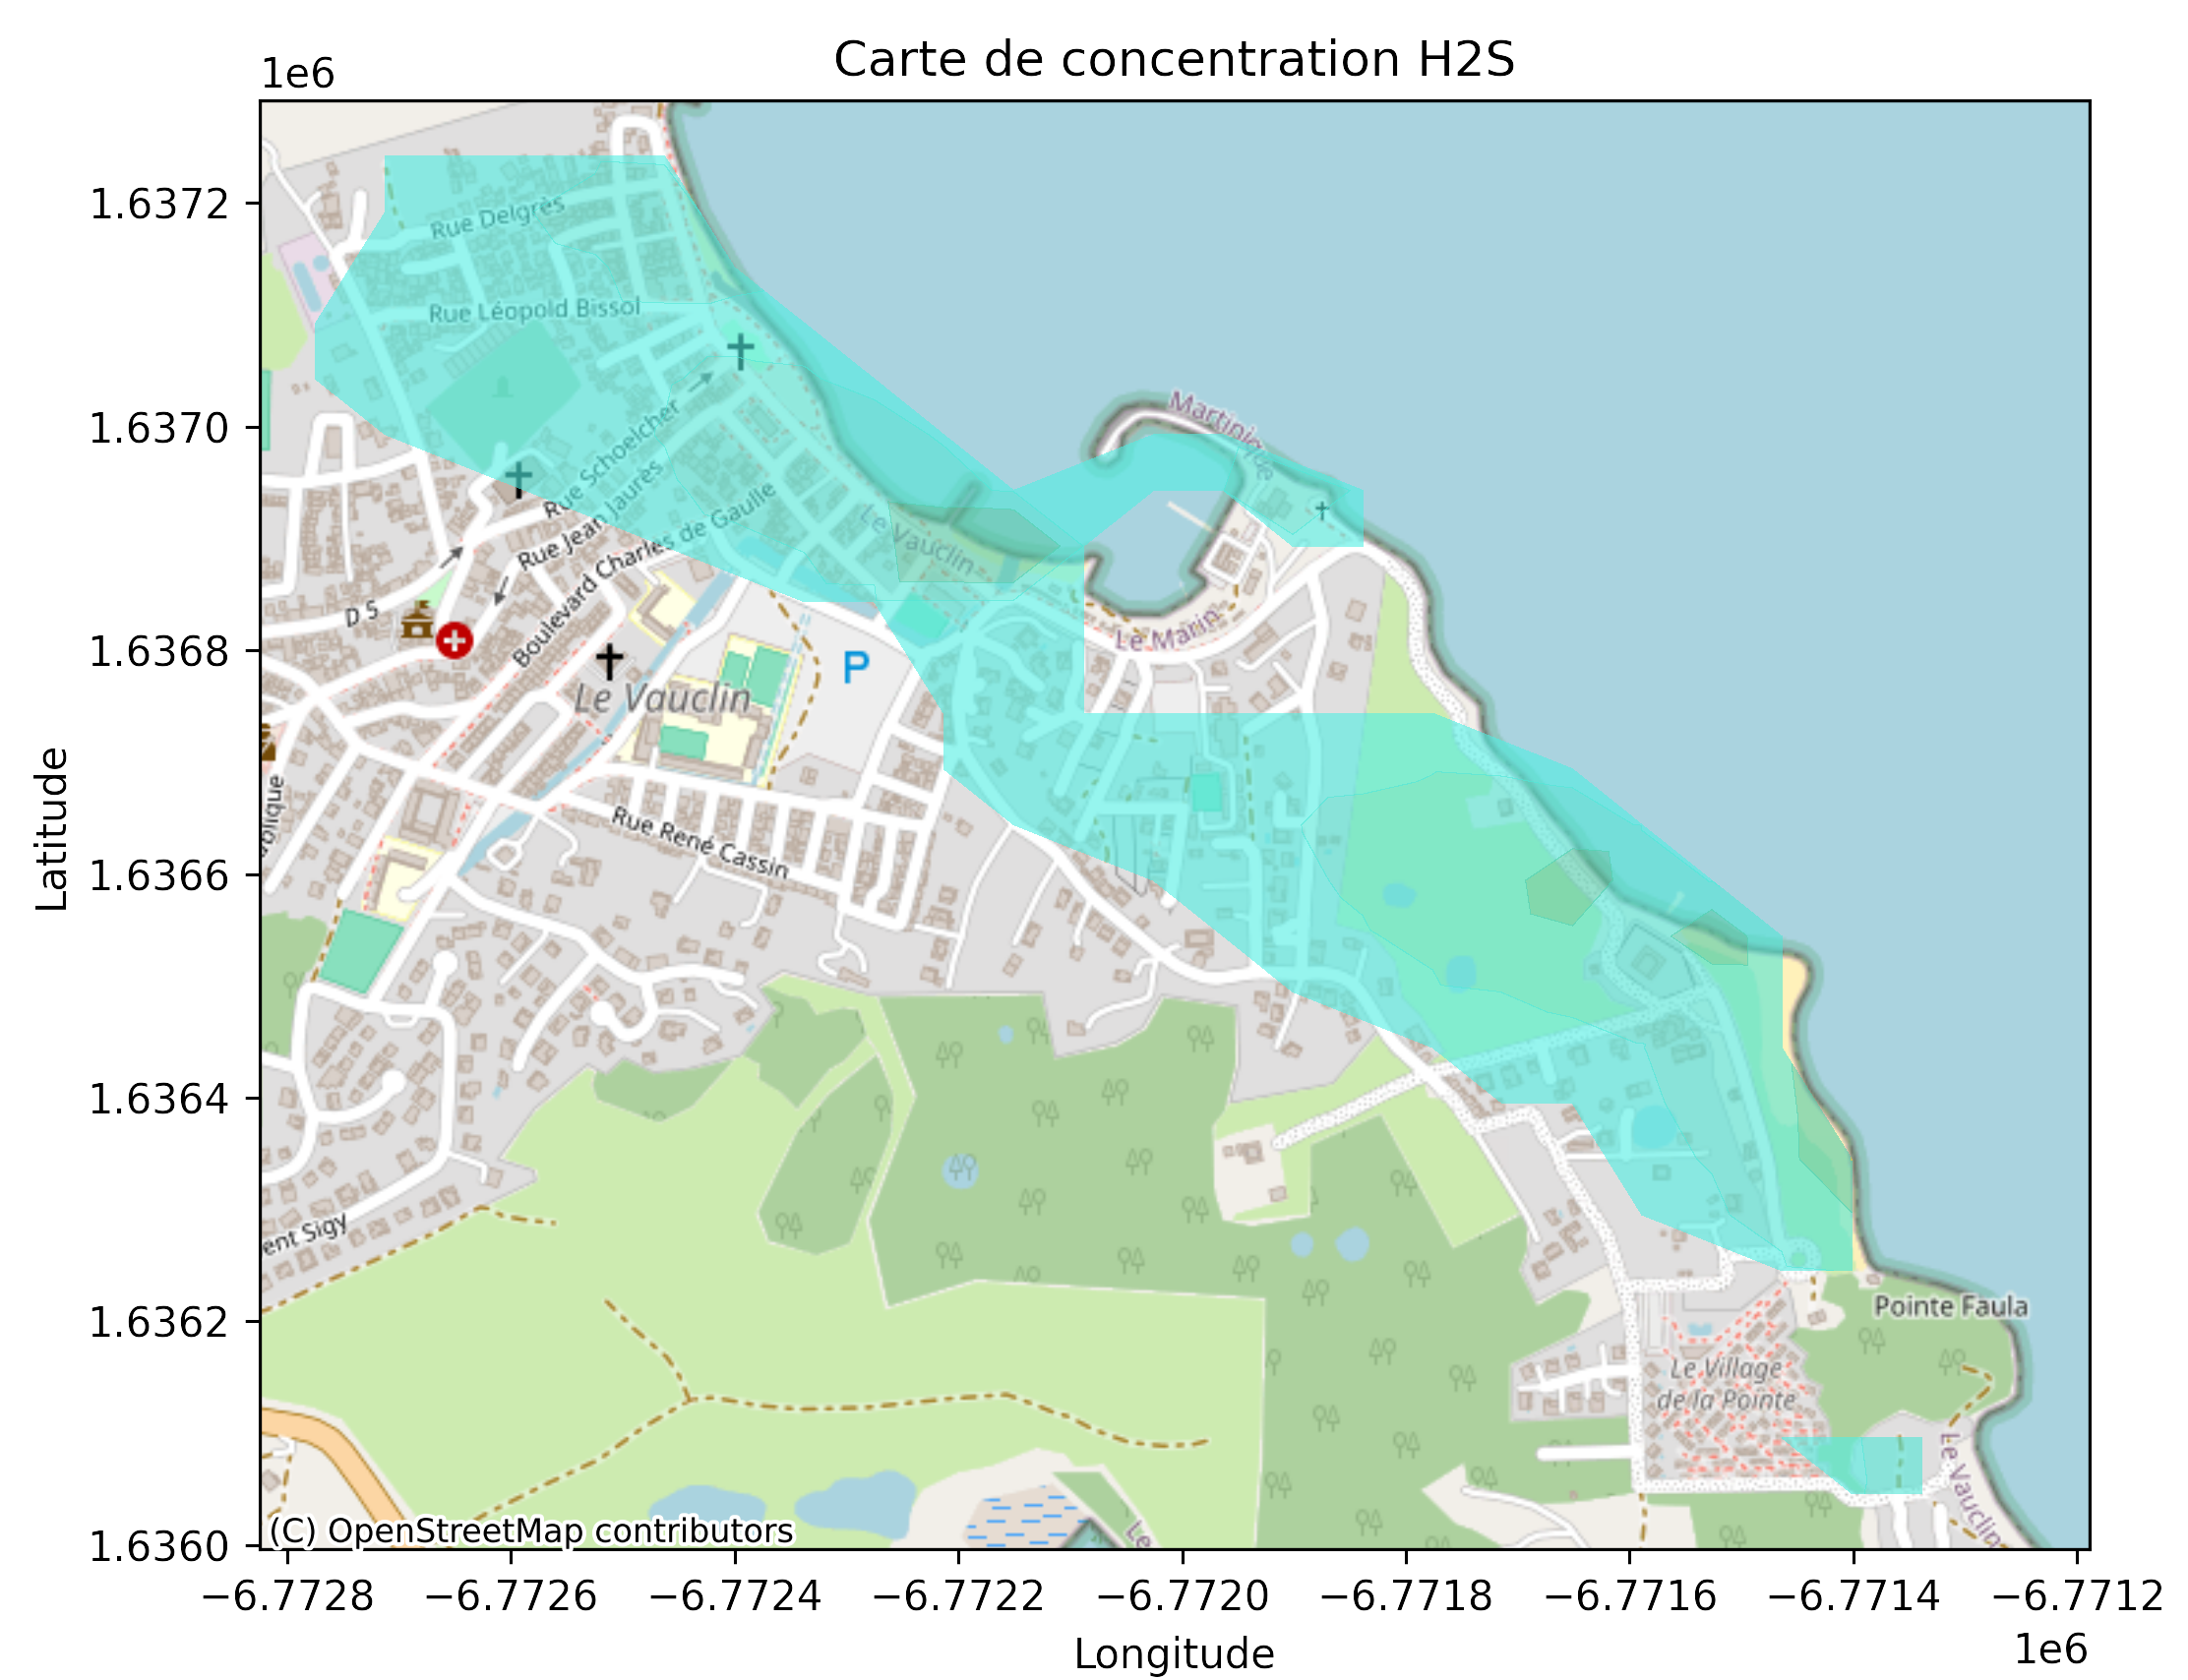 Carte de concentration H2S
1e6
1.6372
1.6370
1.6368
1.6366
1.6364
1.6362
1.6360
Latitude
Rue Delgrès
Rue Léopold Bissol
Rue Schoelcher
Rue Jean Jaurès
Boulevard Charles de Gaulle
Martinique
Le Vauclin
Le Marin
D 5
P
Le Vauclin
Rue René Cassin
ent Sigy
Pointe Faula
Le Village
de la Pointe
Le Vauclin
Le
(C) OpenStreetMap contributors
−6.7728
−6.7726
−6.7724
−6.7722
−6.7720
−6.7718
−6.7716
−6.7714
−6.7712
1e6
Longitude